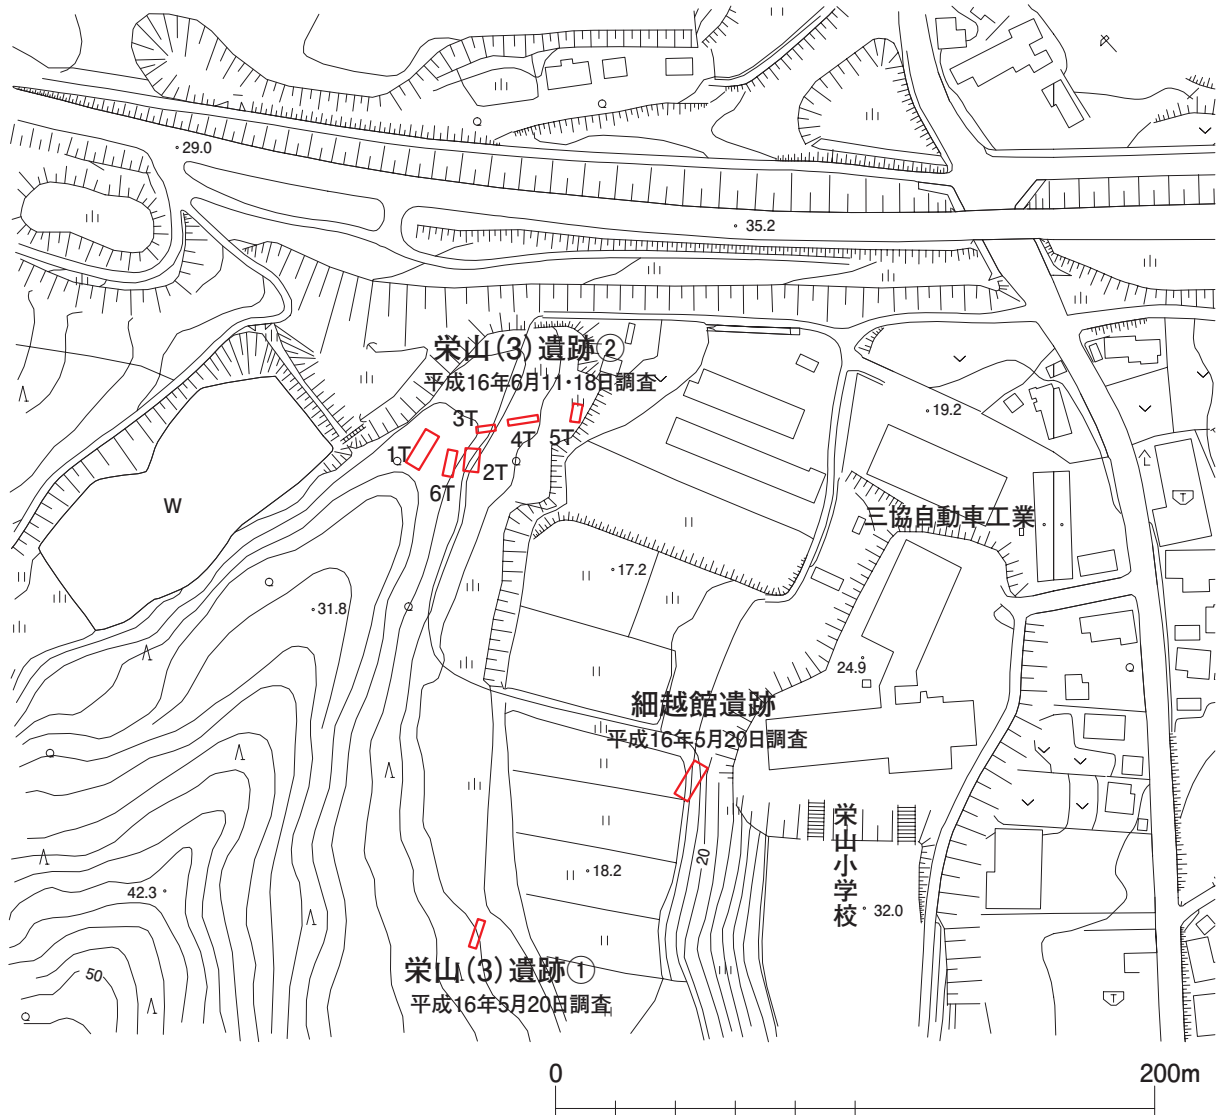 29.0
35.2
栄山(3)遺跡②
平成16年6月11・18日調査
19.2
3T
4T
5T
1T
2T
6T
W
三協自動車工業
17.2
31.8
24.9
細越館遺跡
平成16年5月20日調査
栄山小学校
20
18.2
42.3
32.0
50
栄山(3)遺跡①
平成16年5月20日調査
T
T
0
200m